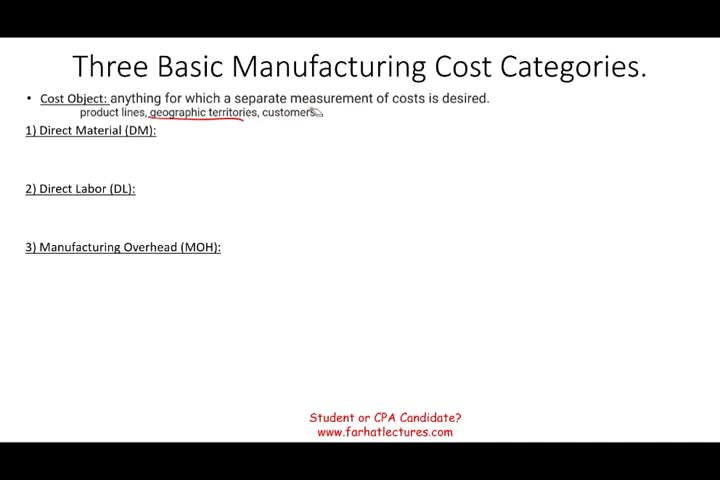 Three Basic Manufacturing Cost Categories.
• Cost Object: anything for which a separate measurement of costs is desired.
product lines, geographic territories, customers
1) Direct Material (DM):
2) Direct Labor (DL):
3) Manufacturing Overhead (MOH):
Student or CPA Candidate?
www.farhatlectures.com